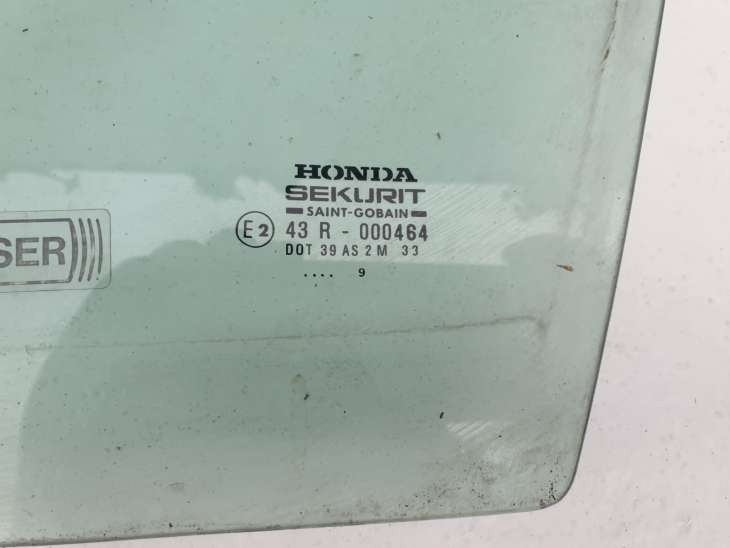 HONDA
SEKURIT
SAINT-GOBAIN
E2 43 R - 000464
DOT 39 AS 2 M 33
.... 9
SER